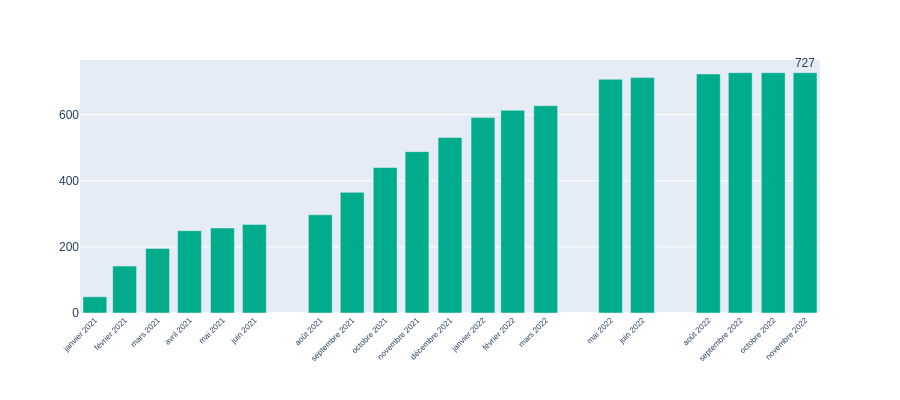 727
600
400
200
0
janvier 2021
février 2021
mars 2021
avril 2021
mai 2021
juin 2021
août 2021
septembre 2021
octobre 2021
novembre 2021
décembre 2021
janvier 2022
février 2022
mars 2022
mai 2022
juin 2022
août 2022
septembre 2022
octobre 2022
novembre 2022